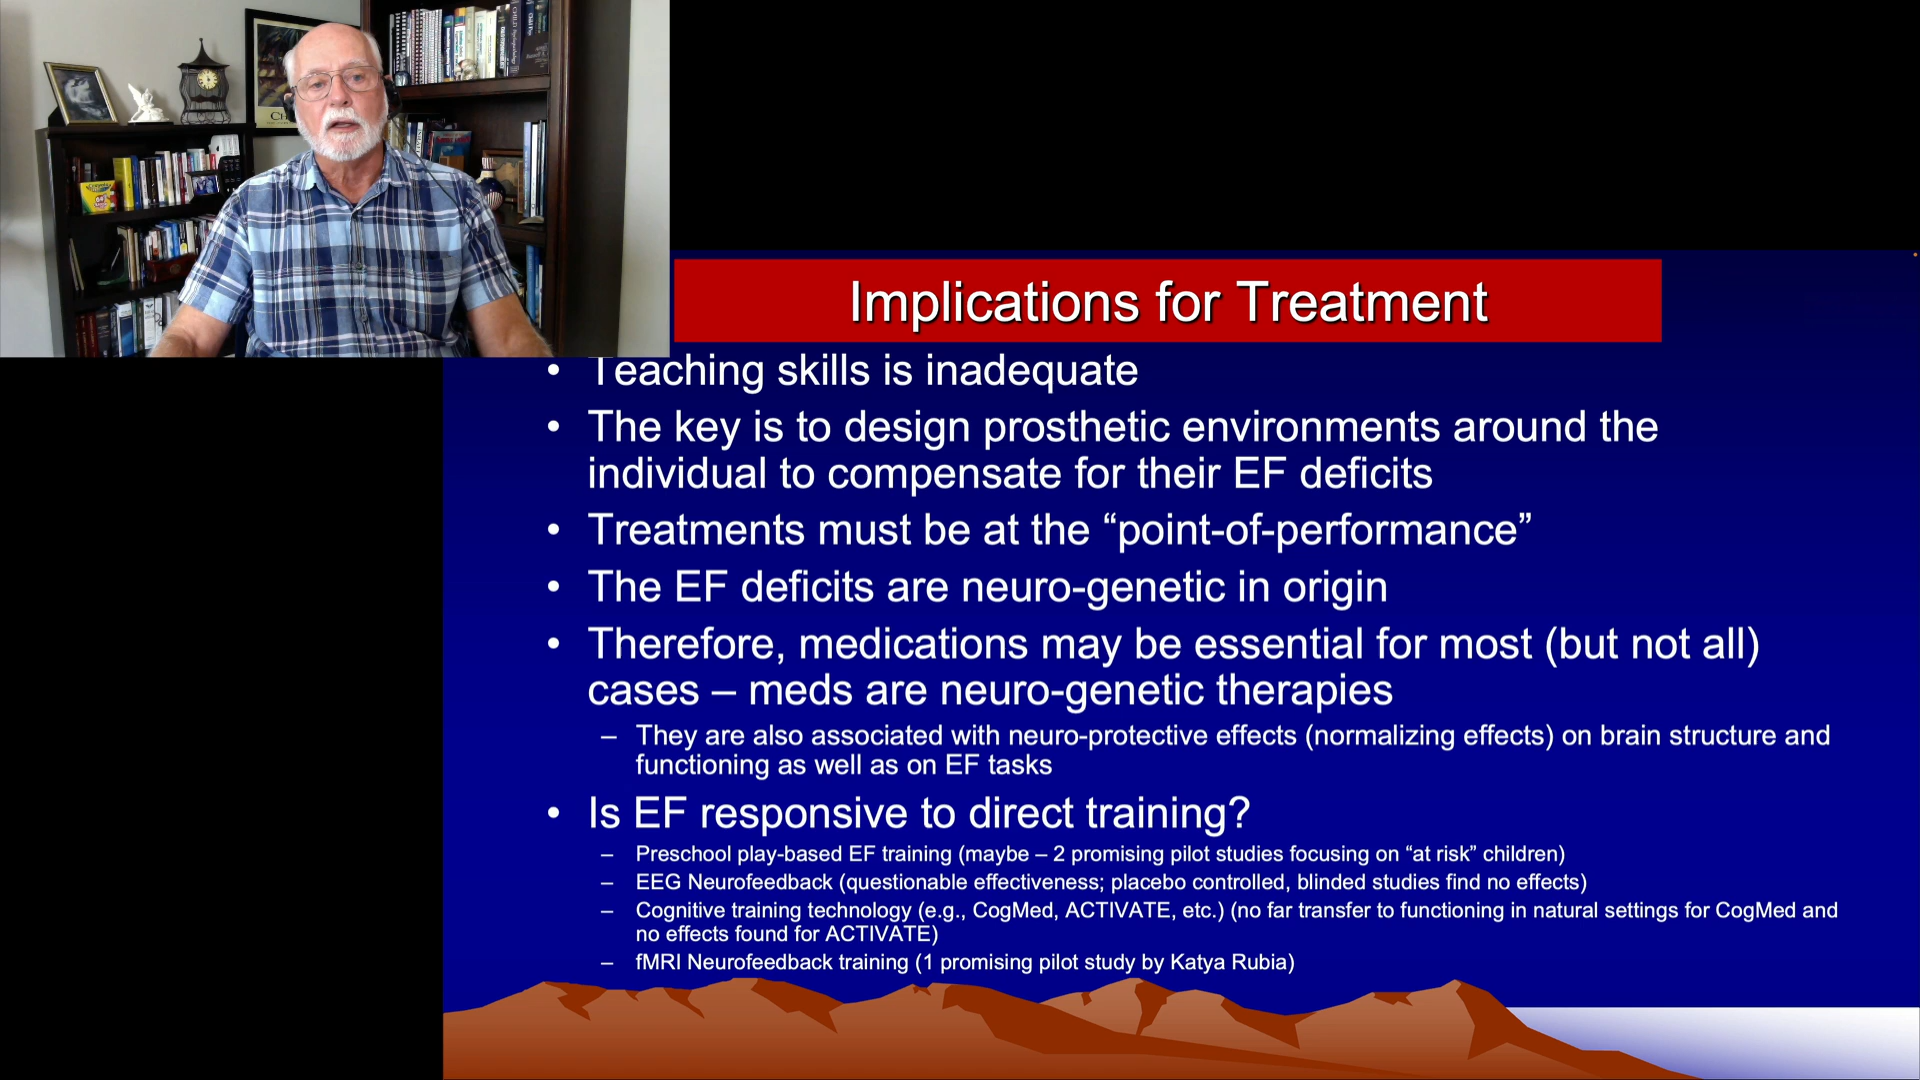 Implications for Treatment
• Teaching skills is inadequate
• The key is to design prosthetic environments around the
individual to compensate for their EF deficits
• Treatments must be at the “point-of-performance”
• The EF deficits are neuro-genetic in origin
• Therefore, medications may be essential for most (but not all)
cases – meds are neuro-genetic therapies
– They are also associated with neuro-protective effects (normalizing effects) on brain structure and
functioning as well as on EF tasks
• Is EF responsive to direct training?
– Preschool play-based EF training (maybe – 2 promising pilot studies focusing on “at risk” children)
– EEG Neurofeedback (questionable effectiveness; placebo controlled, blinded studies find no effects)
– Cognitive training technology (e.g., CogMed, ACTIVATE, etc.) (no far transfer to functioning in natural settings for CogMed and
no effects found for ACTIVATE)
– fMRI Neurofeedback training (1 promising pilot study by Katya Rubia)